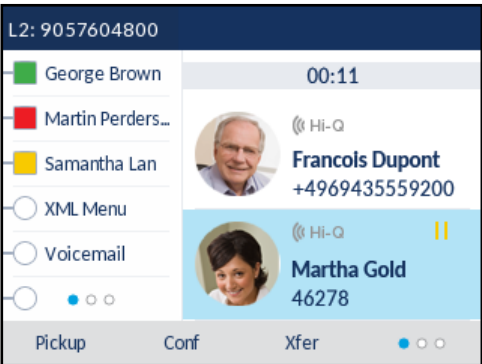 L2: 9057604800
George Brown
Martin Perders...
Samantha Lan
XML Menu
Voicemail
00:11
Hi-Q
Francois Dupont
+4969435559200
Hi-Q
Martha Gold
46278
Pickup Conf Xfer